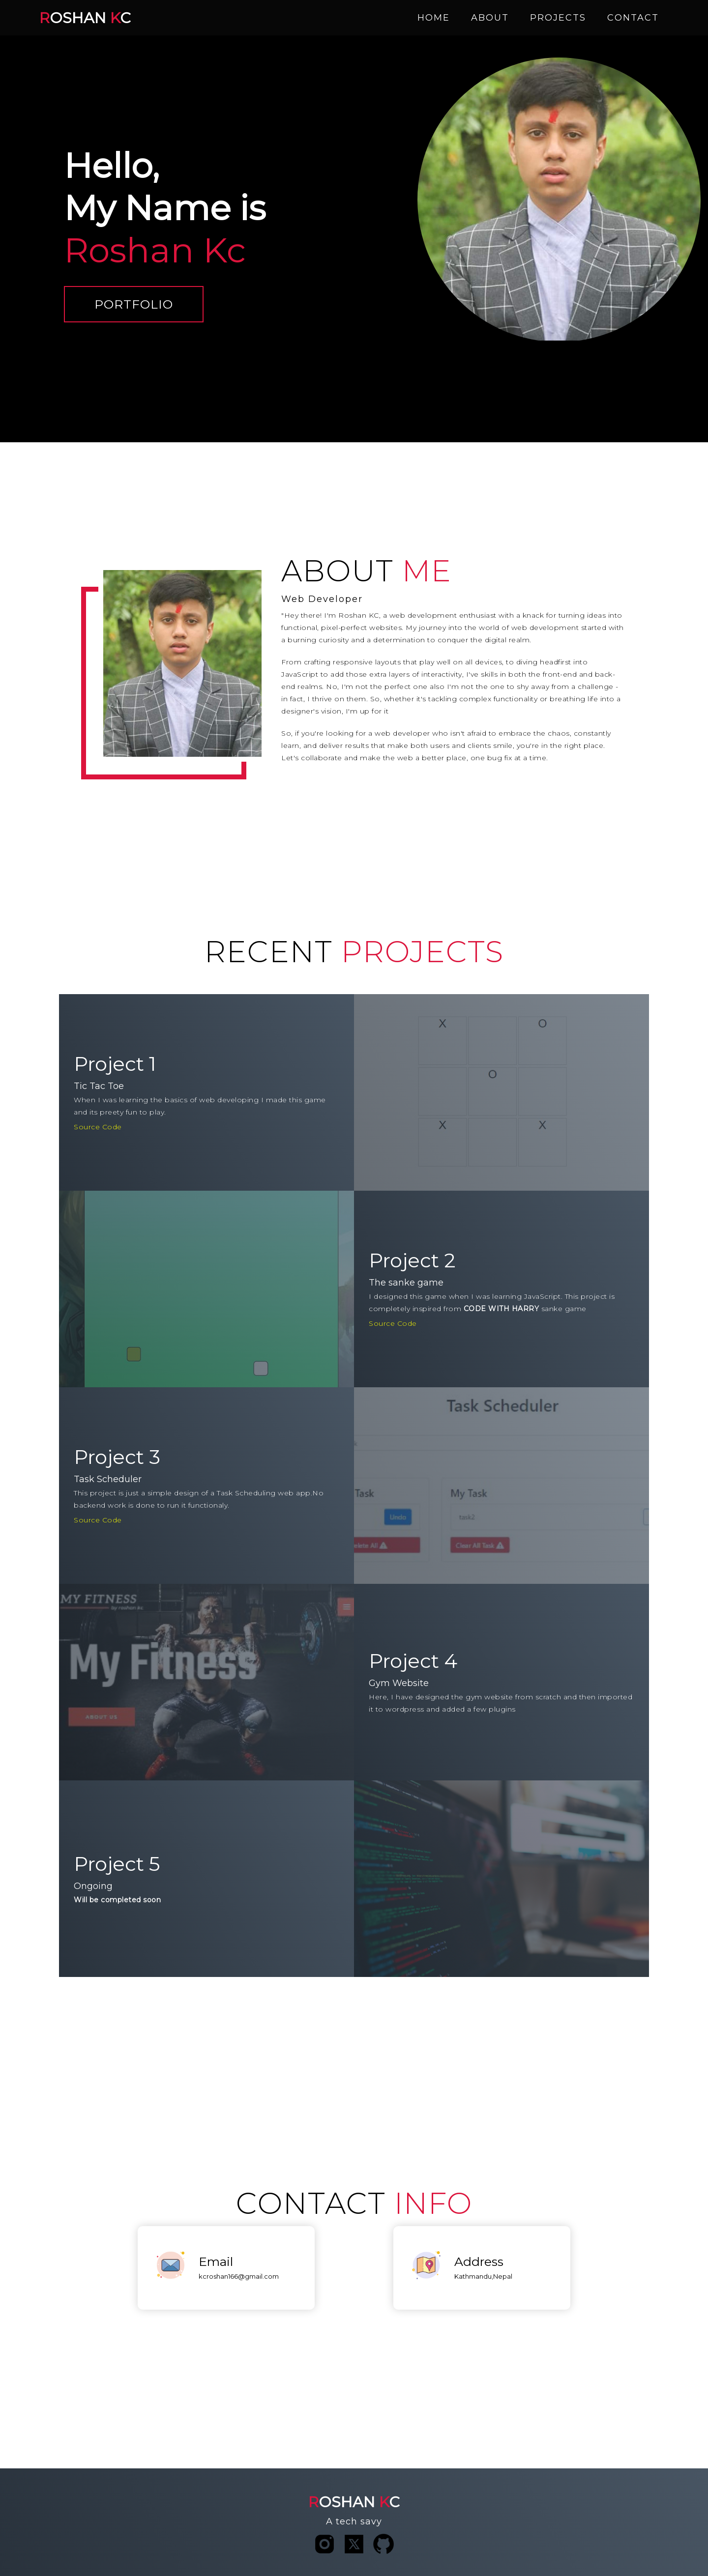 ROSHAN KC
HOME ABOUT PROJECTS CONTACT
Hello,
My Name is
Roshan Kc
PORTFOLIO
ABOUT ME
Web Developer
"Hey there! I'm Roshan KC, a web development enthusiast with a knack for turning ideas into
functional, pixel-perfect websites. My journey into the world of web development started with
a burning curiosity and a determination to conquer the digital realm.
From crafting responsive layouts that play well on all devices, to diving headfirst into
JavaScript to add those extra layers of interactivity, I've skills in both the front-end and back-
end realms. No, I'm not the perfect one also I'm not the one to shy away from a challenge -
in fact, I thrive on them. So, whether it's tackling complex functionality or breathing life into a
designer's vision, I'm up for it.
So, if you're looking for a web developer who isn't afraid to embrace the chaos, constantly
learn, and deliver results that make both users and clients smile, you're in the right place.
Let's collaborate and make the web a better place, one bug fix at a time.
RECENT PROJECTS
Project 1
Tic Tac Toe
When I was learning the basics of web developing I made this game
and its preety fun to play.
Source Code
X O
O
X X
Project 2
The sanke game
I designed this game when I was learning JavaScript. This project is
completely inspired from CODE WITH HARRY sanke game
Source Code
Project 3
Task Scheduler
This project is just a simple design of a Task Scheduling web app.No
backend work is done to run it functionaly.
Source Code
Task Scheduler
Task
My Task
Undo
task2
Delete All
Clear All Task
MY FITNESS
by roshan kc
My Fitness
ABOUT US
Project 4
Gym Website
Here, I have designed the gym website from scratch and then imported
it to wordpress and added a few plugins
Project 5
Ongoing
Will be completed soon
CONTACT INFO
Email
kcroshan166@gmail.com
Address
Kathmandu,Nepal
ROSHAN KC
A tech savy